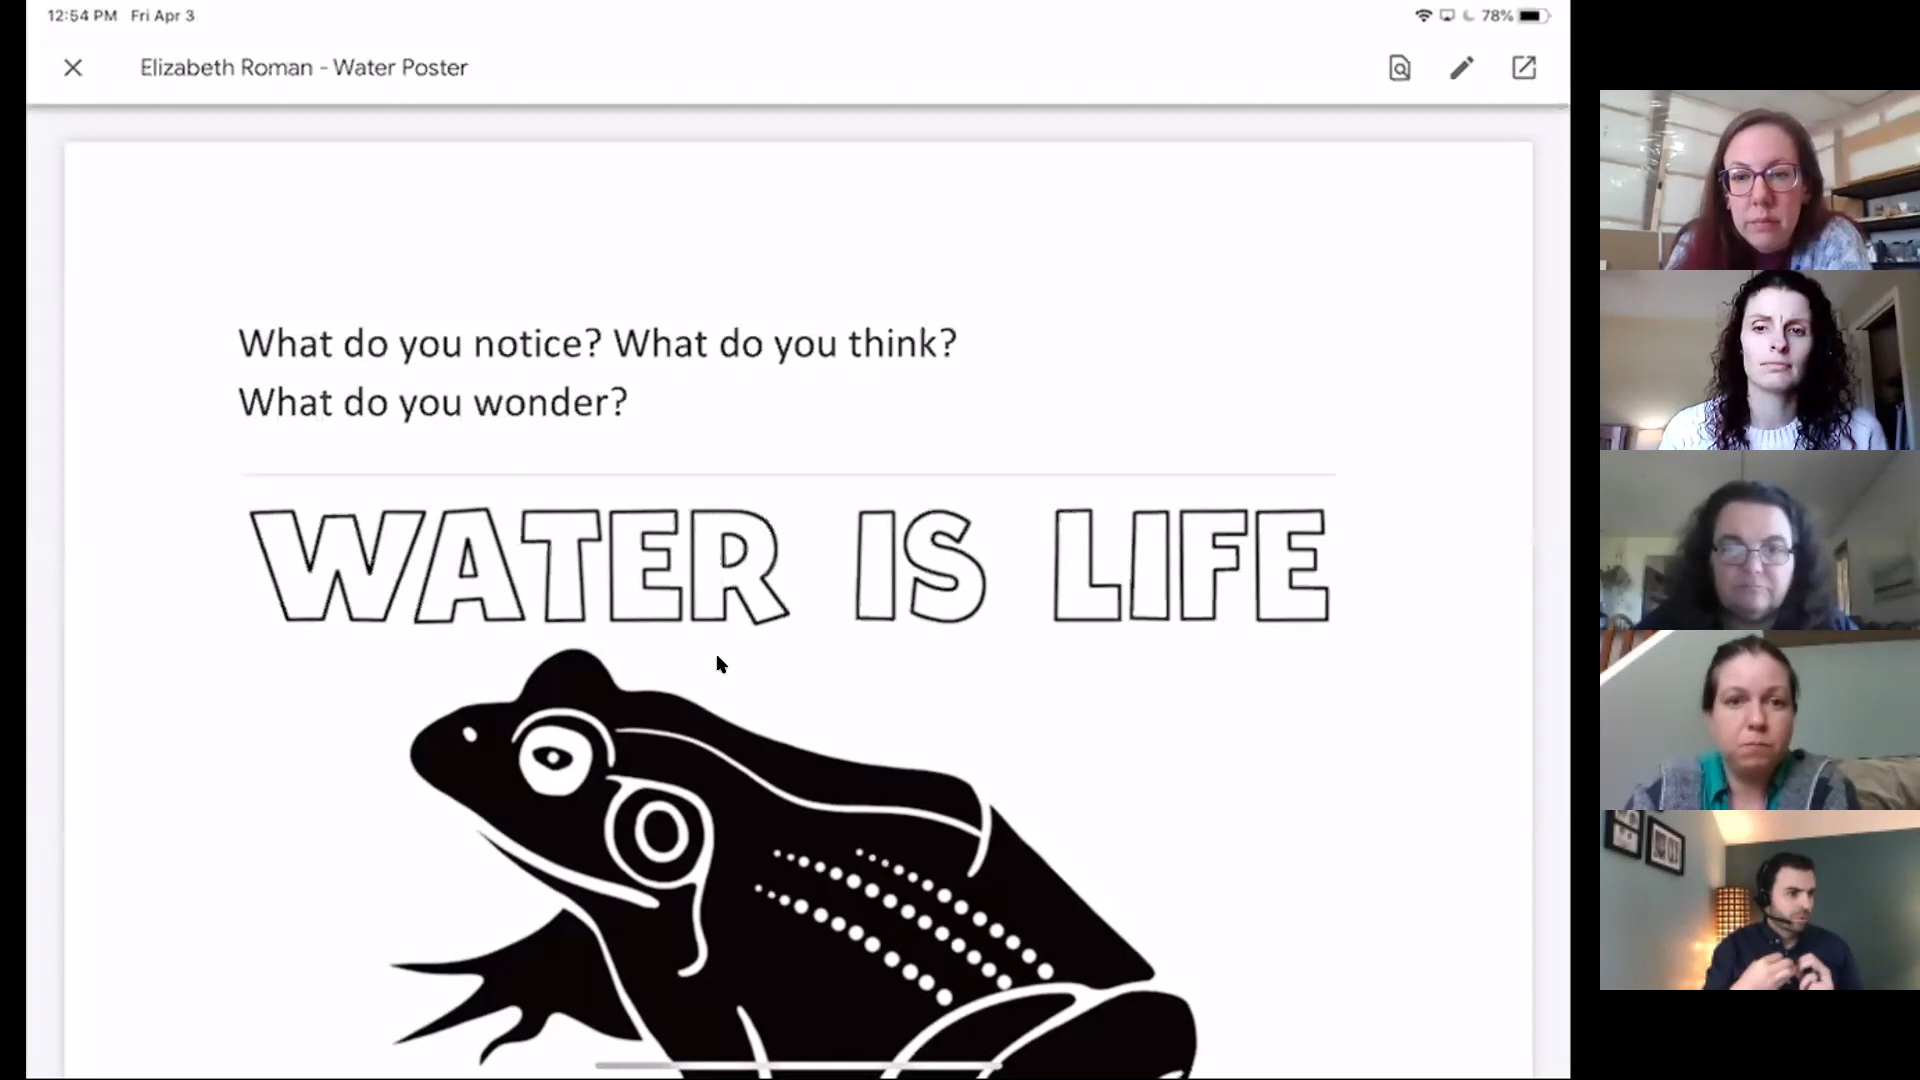 12:54 PM Fri Apr 3
78%
Elizabeth Roman - Water Poster
What do you notice? What do you think?
What do you wonder?
WATER IS LIFE